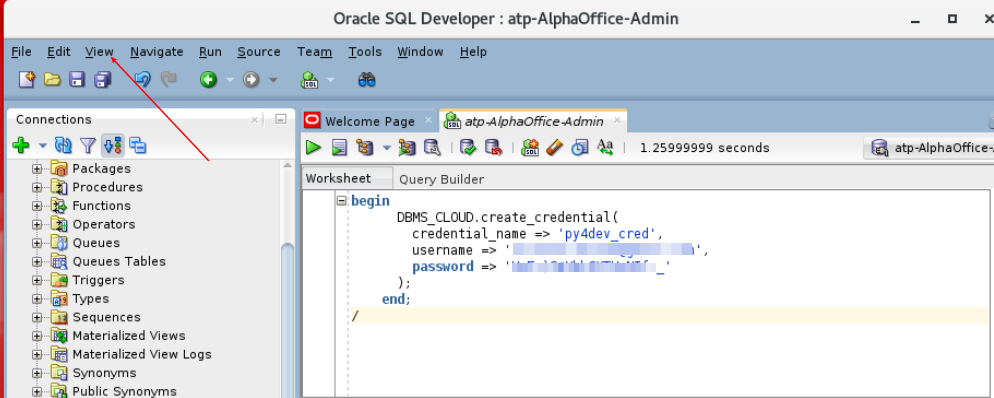 Oracle SQL Developer : atp-AlphaOffice-Admin
File Edit View Navigate Run Source Team Tools Window Help
Connections
Welcome Page
atp-AlphaOffice-Admin
1.25999999 seconds
atp-AlphaOffice-
Worksheet Query Builder
Packages
Procedures
Functions
Operators
Queues
Queues Tables
Triggers
Types
Sequences
Materialized Views
Materialized View Logs
Synonyms
Public Synonyms
begin
DBMS_CLOUD.create_credential(
credential_name => 'py4dev_cred',
username => ' ',
password => ' '
);
end;
/